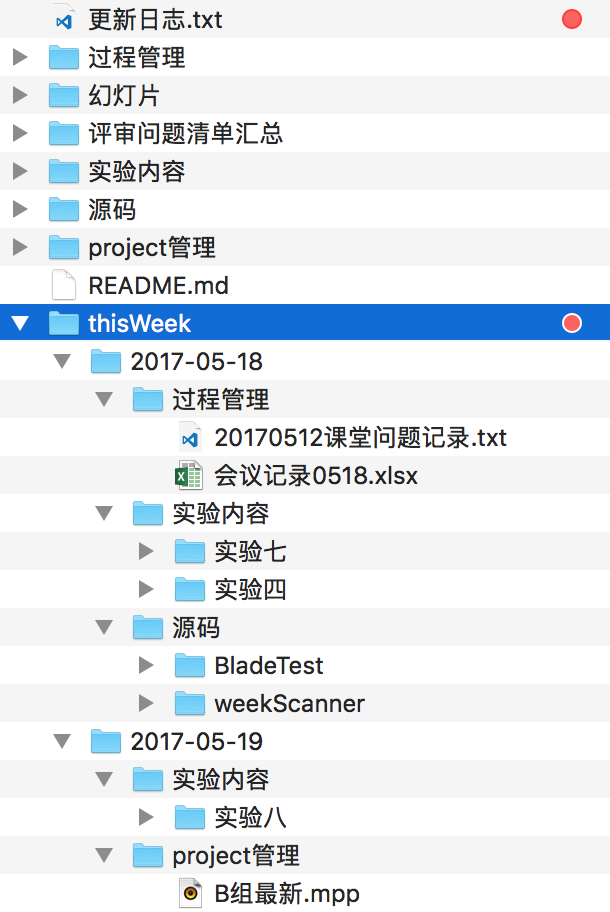 更新日志.txt
过程管理
幻灯片
评审问题清单汇总
实验内容
源码
project管理
README.md
thisWeek
2017-05-18
过程管理
20170512课堂问题记录.txt
会议记录0518.xlsx
实验内容
实验七
实验四
源码
BladeTest
weekScanner
2017-05-19
实验内容
实验八
project管理
B组最新.mpp